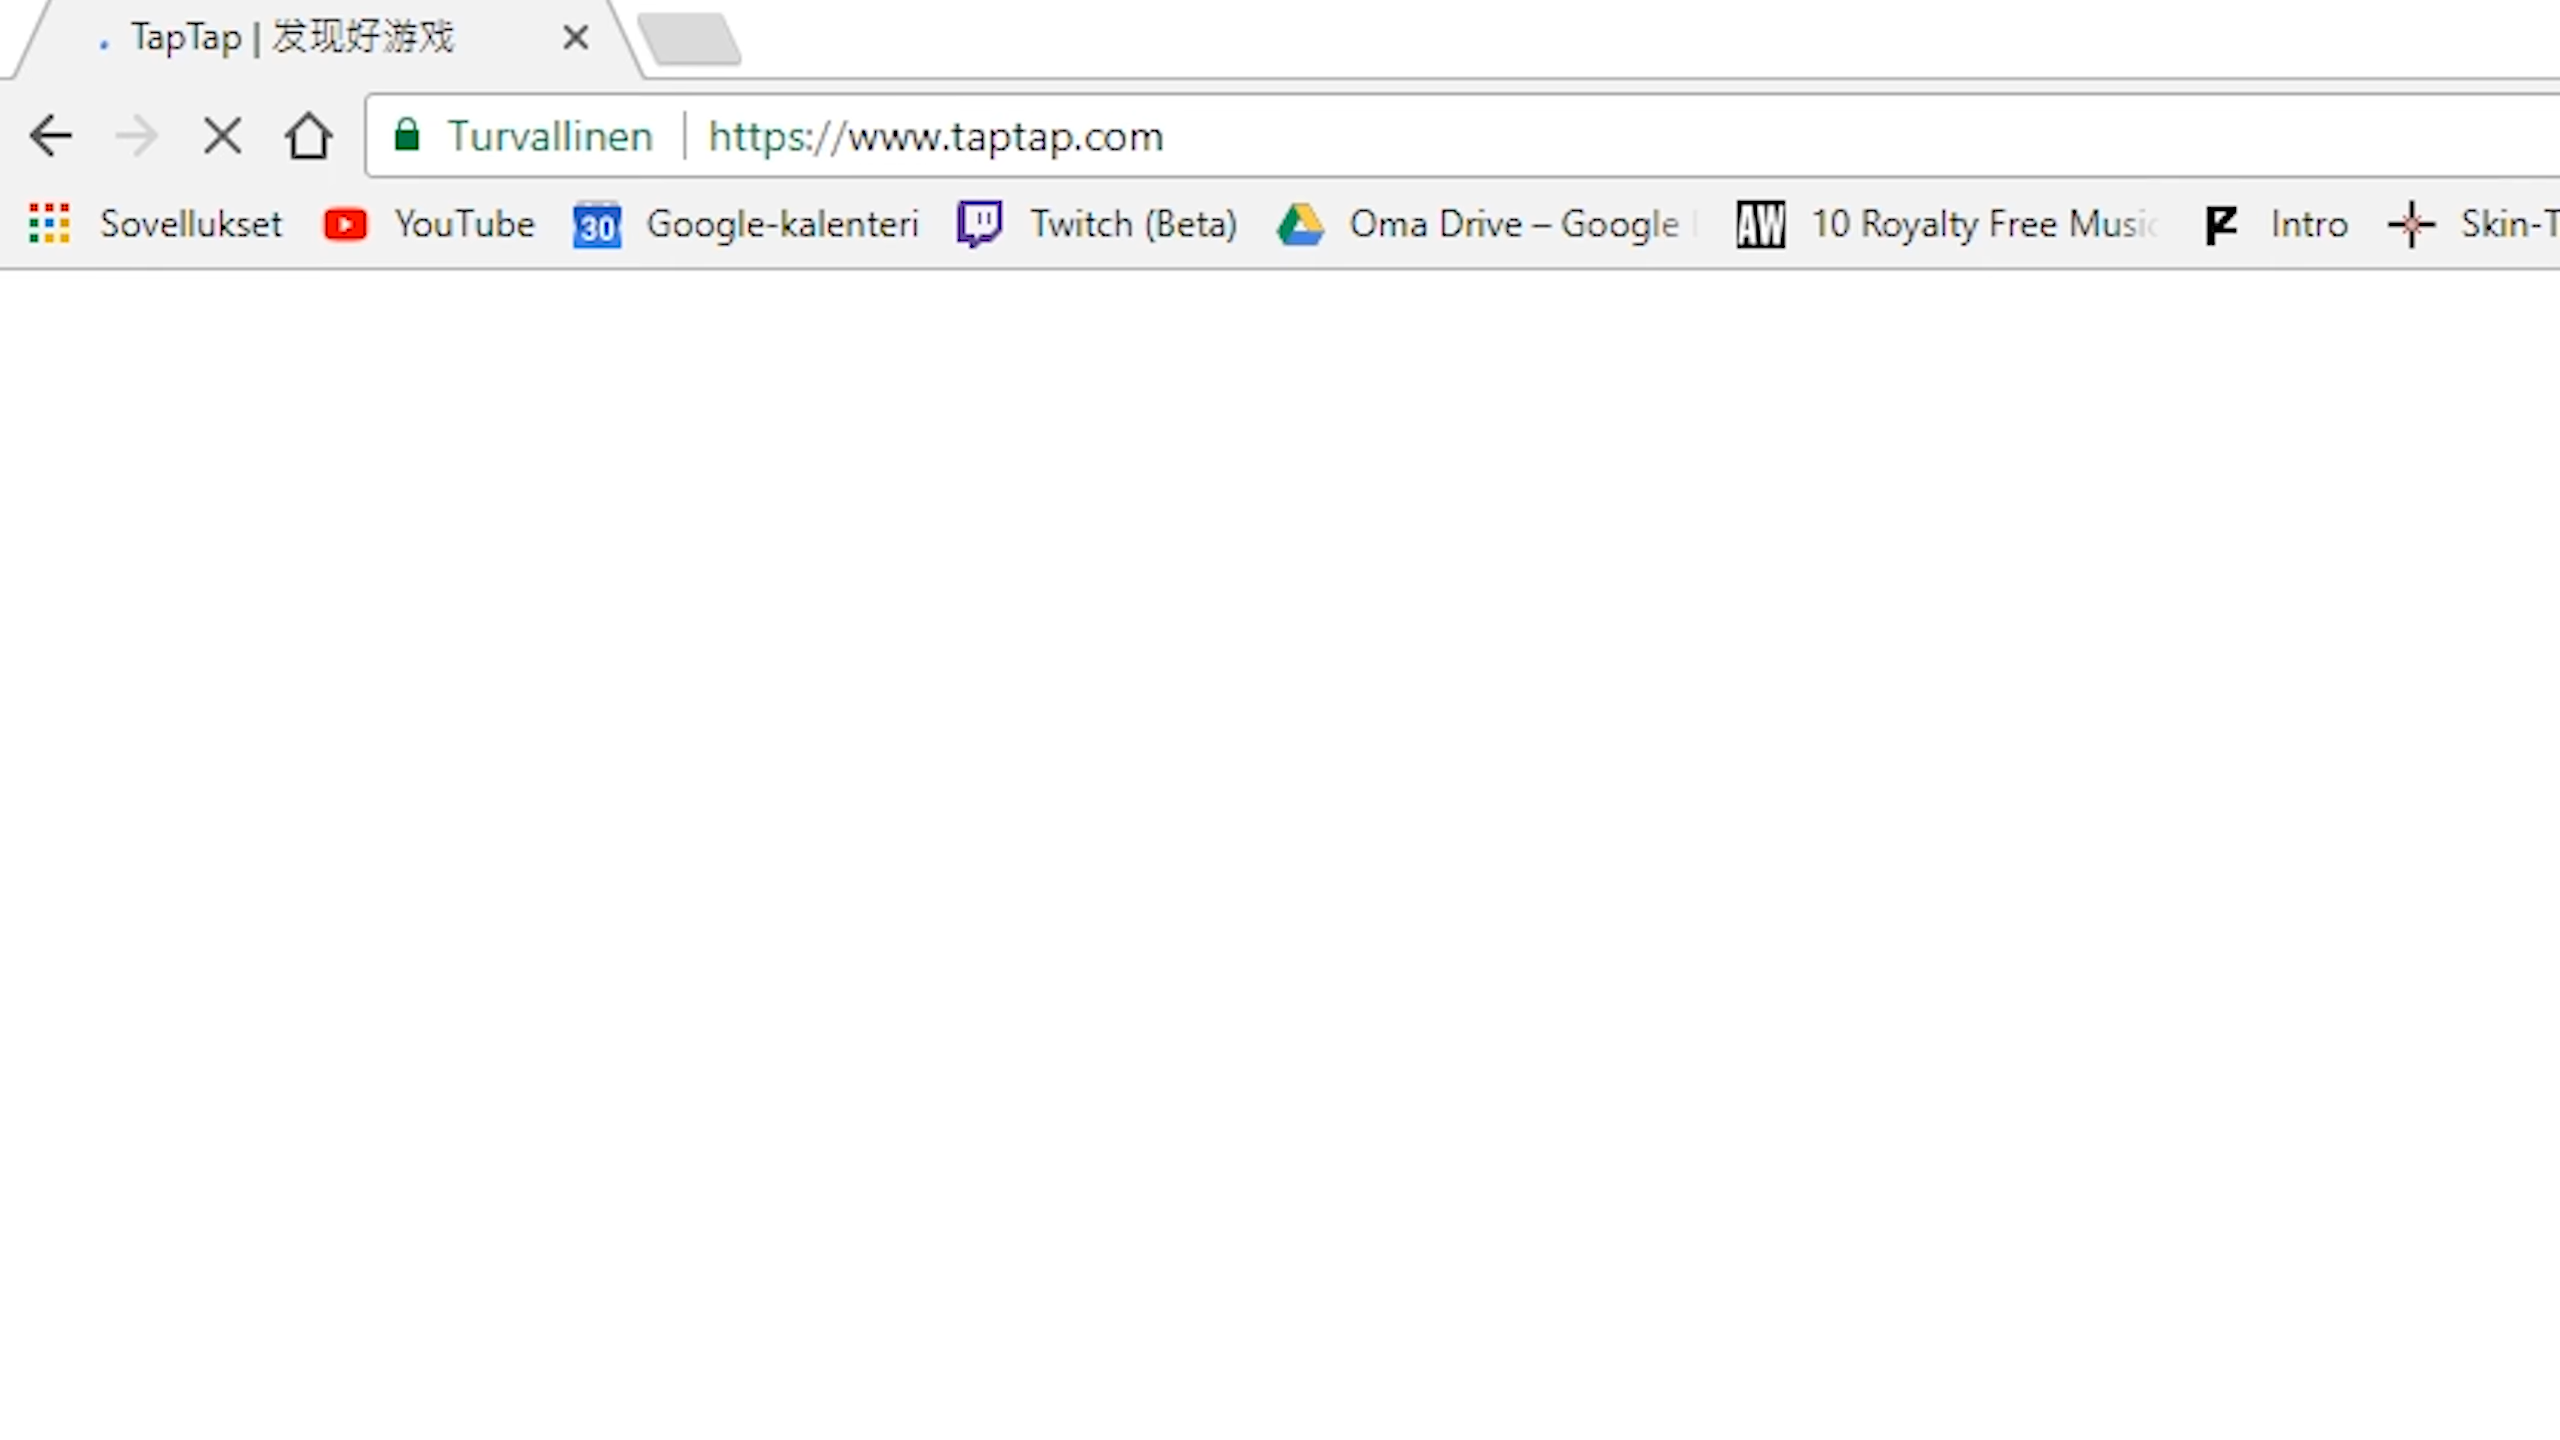 TapTap | 发现好游戏
Turvallinen https://www.taptap.com
Sovellukset YouTube 30 Google-kalenteri Twitch (Beta) Oma Drive – Google AW 10 Royalty Free Music Intro Skin-T